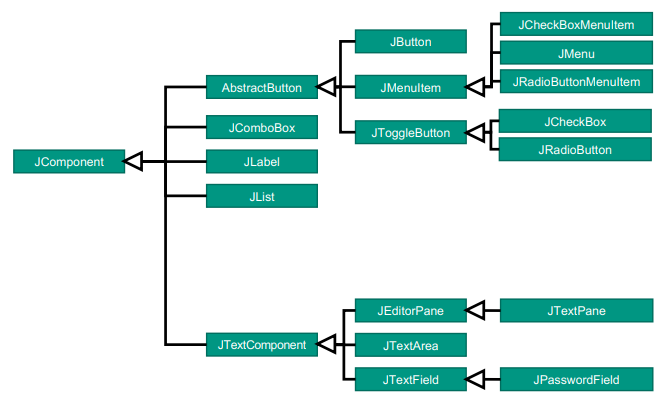 JComponent
AbstractButton
JComboBox
JLabel
JList
JTextComponent
JButton
JMenuItem
JToggleButton
JCheckBoxMenuItem
JMenu
JRadioButtonMenuItem
JCheckBox
JRadioButton
JEditorPane
JTextArea
JTextField
JTextPane
JPasswordField